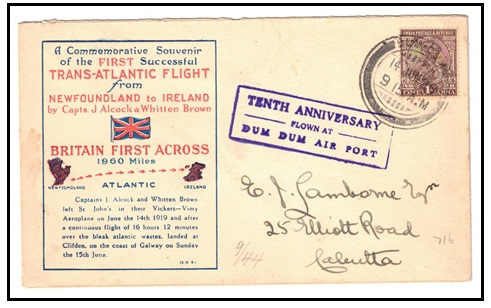 A Commemorative Souvenir
of the FIRST Successful
TRANS-ATLANTIC FLIGHT
from
NEWFOUNDLAND to IRELAND
by Capts. J Alcock & Whitten Brown
BRITAIN FIRST ACROSS
1960 Miles
NEWFOUNDLAND
IRELAND
ATLANTIC
Captains J. Alcock and Whitten Brown
left St John's in their Vickers-Vimy
Aeroplane on June the 14th 1919 and after
a continuous flight of 16 hours 12 minutes
over the bleak atlantic wastes, landed at
Clifden, on the coast of Galway on Sunday
the 15th June.
TENTH ANNIVERSARY
FLOWN AT
DUM DUM AIR PORT
INDIA POSTAGE & REVENUE
ONE 1A ANNA
E. J. Lamborne Esqr
25 Elliott Road
Calcutta
9/44
716